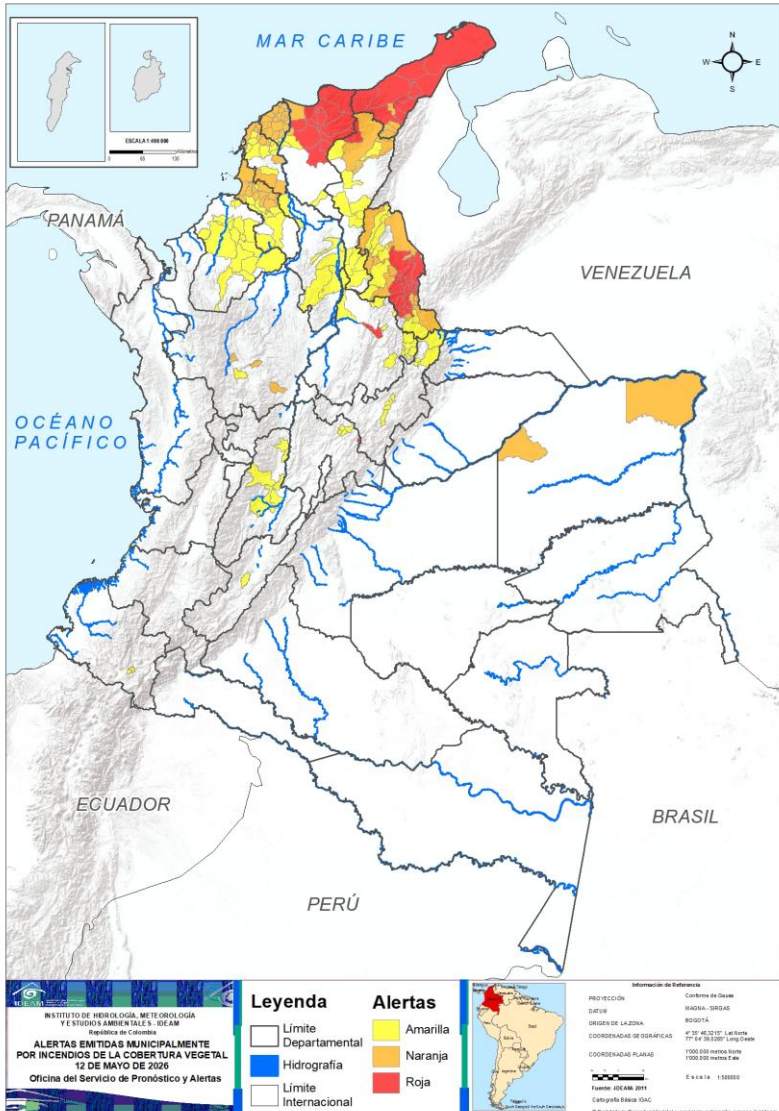 MAR CARIBE
N
W
E
S
ESCALA 1:400.000
PANAMÁ
VENEZUELA
OCÉANO
PACÍFICO
ECUADOR
BRASIL
PERÚ
IDEAM
INSTITUTO DE HIDROLOGÍA, METEOROLOGÍA
Y ESTUDIOS AMBIENTALES - IDEAM
República de Colombia
ALERTAS EMITIDAS MUNICIPALMENTE
POR INCENDIOS DE LA COBERTURA VEGETAL
12 DE MAYO DE 2026
Oficina del Servicio de Pronóstico y Alertas
Leyenda
Límite
Departamental
Hidrografía
Límite
Internacional
Alertas
Amarilla
Naranja
Roja
Información de Referencia
PROYECCIÓN Conforme de Gauss
DATUM MAGNA - SIRGAS
ORIGEN DE LA ZONA BOGOTÁ
COORDENADAS GEOGRÁFICAS
COORDENADAS PLANAS 1'000.000 metros Norte
1'000.000 metros Este
Fuente: IDEAM- 2011
Cartografía Básica IGAC